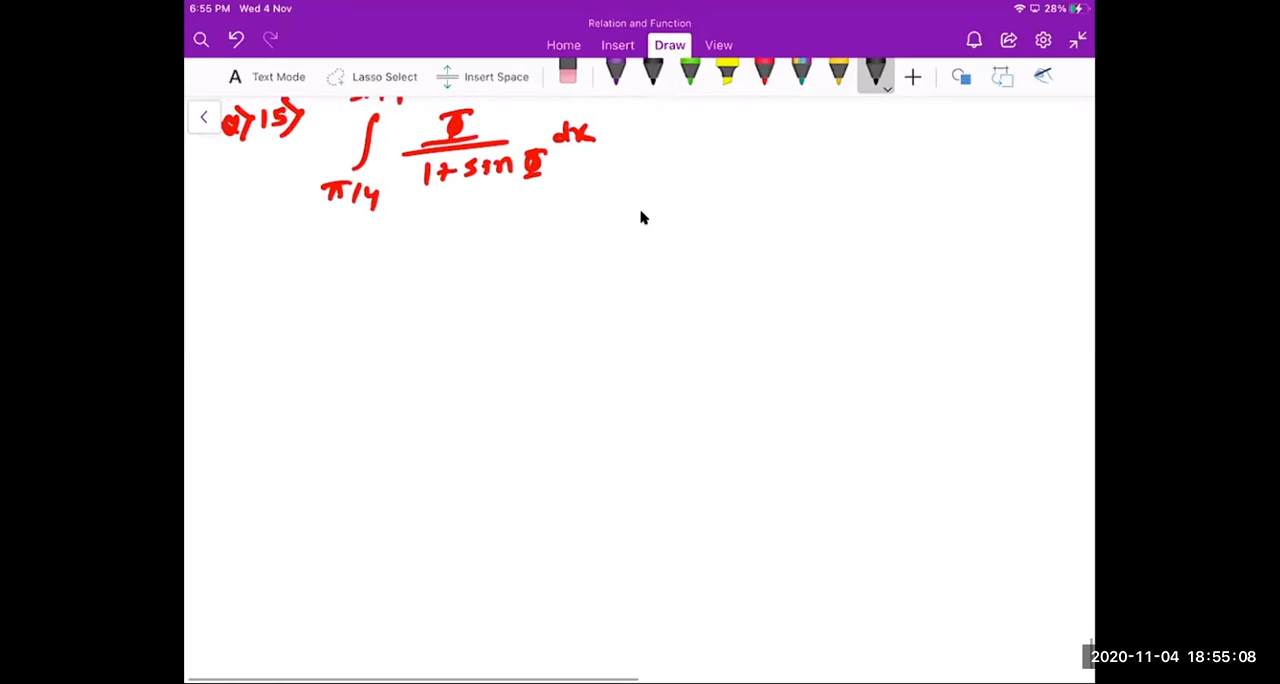 6:55 PM Wed 4 Nov
28%
Relation and Function
Home Insert Draw View
A Text Mode Lasso Select Insert Space
Q>15> ∫ Φ dx
π/4 1+sin Φ
2020-11-04 18:55:08